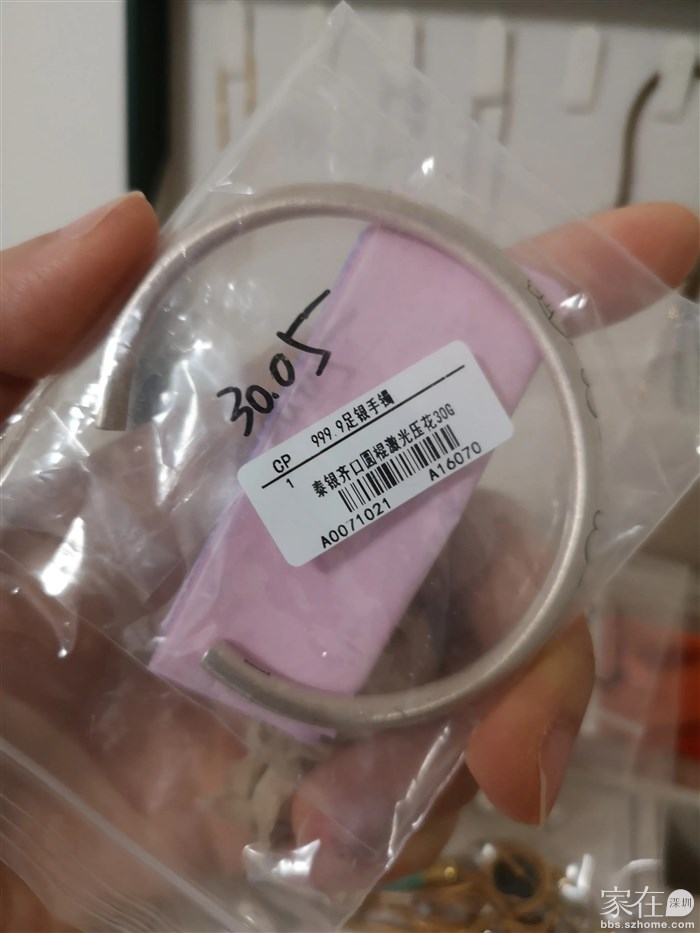 30.05
CP 999.9足银手镯
1 秦银齐口圆棍激光压花30G
A0071021 A16070
家在 深圳
bbs.szhome.com